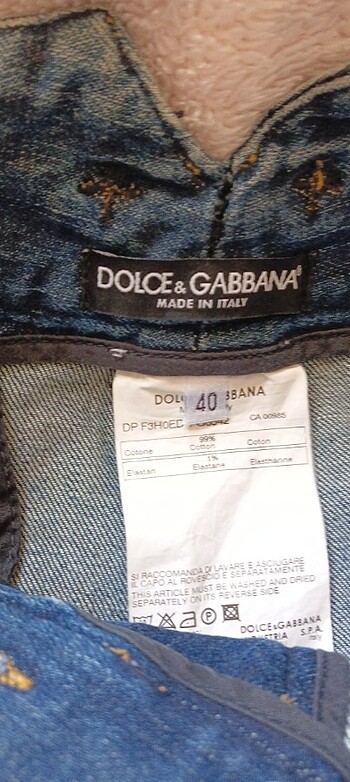 DOLCE & GABBANA®
MADE IN ITALY
40
DP F3H0ED
CA 00985
99%
Cotone Cotton Coton
1%
Elastan Elastane Elasthanne
SI RACCOMANDA DI LAVARE E ASCIUGARE
IL CAPO AL ROVESCIO E SEPARATAMENTE
THIS ARTICLE MUST BE WASHED AND DRIED
SEPARATELY ON ITS REVERSE SIDE
P
DOLCE & GABBANA
S.P.A.
Italy